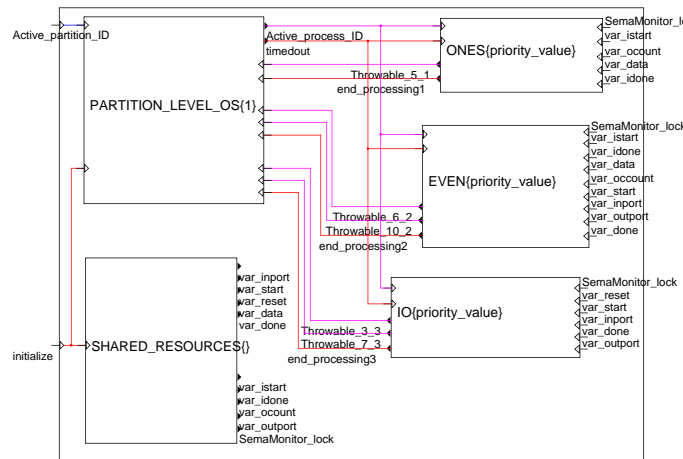 Active_partition_ID
PARTITION_LEVEL_OS{1}
Active_process_ID
timedout
SemaMonitor_lo
var_istart
var_ocount
var_data
var_idone
ONES{priority_value}
Throwable_5_1
end_processing1
SemaMonitor_lock
var_istart
var_idone
var_data
var_occount
var_start
var_inport
var_outport
var_done
EVEN{priority_value}
Throwable_6_2
Throwable_10_2
end_processing2
SemaMonitor_lock
var_reset
var_start
var_inport
var_done
var_outport
IO{priority_value}
Throwable_3_3
Throwable_7_3
end_processing3
initialize
SHARED_RESOURCES{}
var_inport
var_start
var_reset
var_data
var_done
var_istart
var_idone
var_ocount
var_outport
SemaMonitor_lock